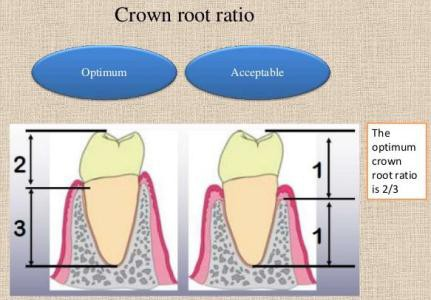 Crown root ratio
Optimum
Acceptable
2
3
1
1
The
optimum
crown
root ratio
is 2/3